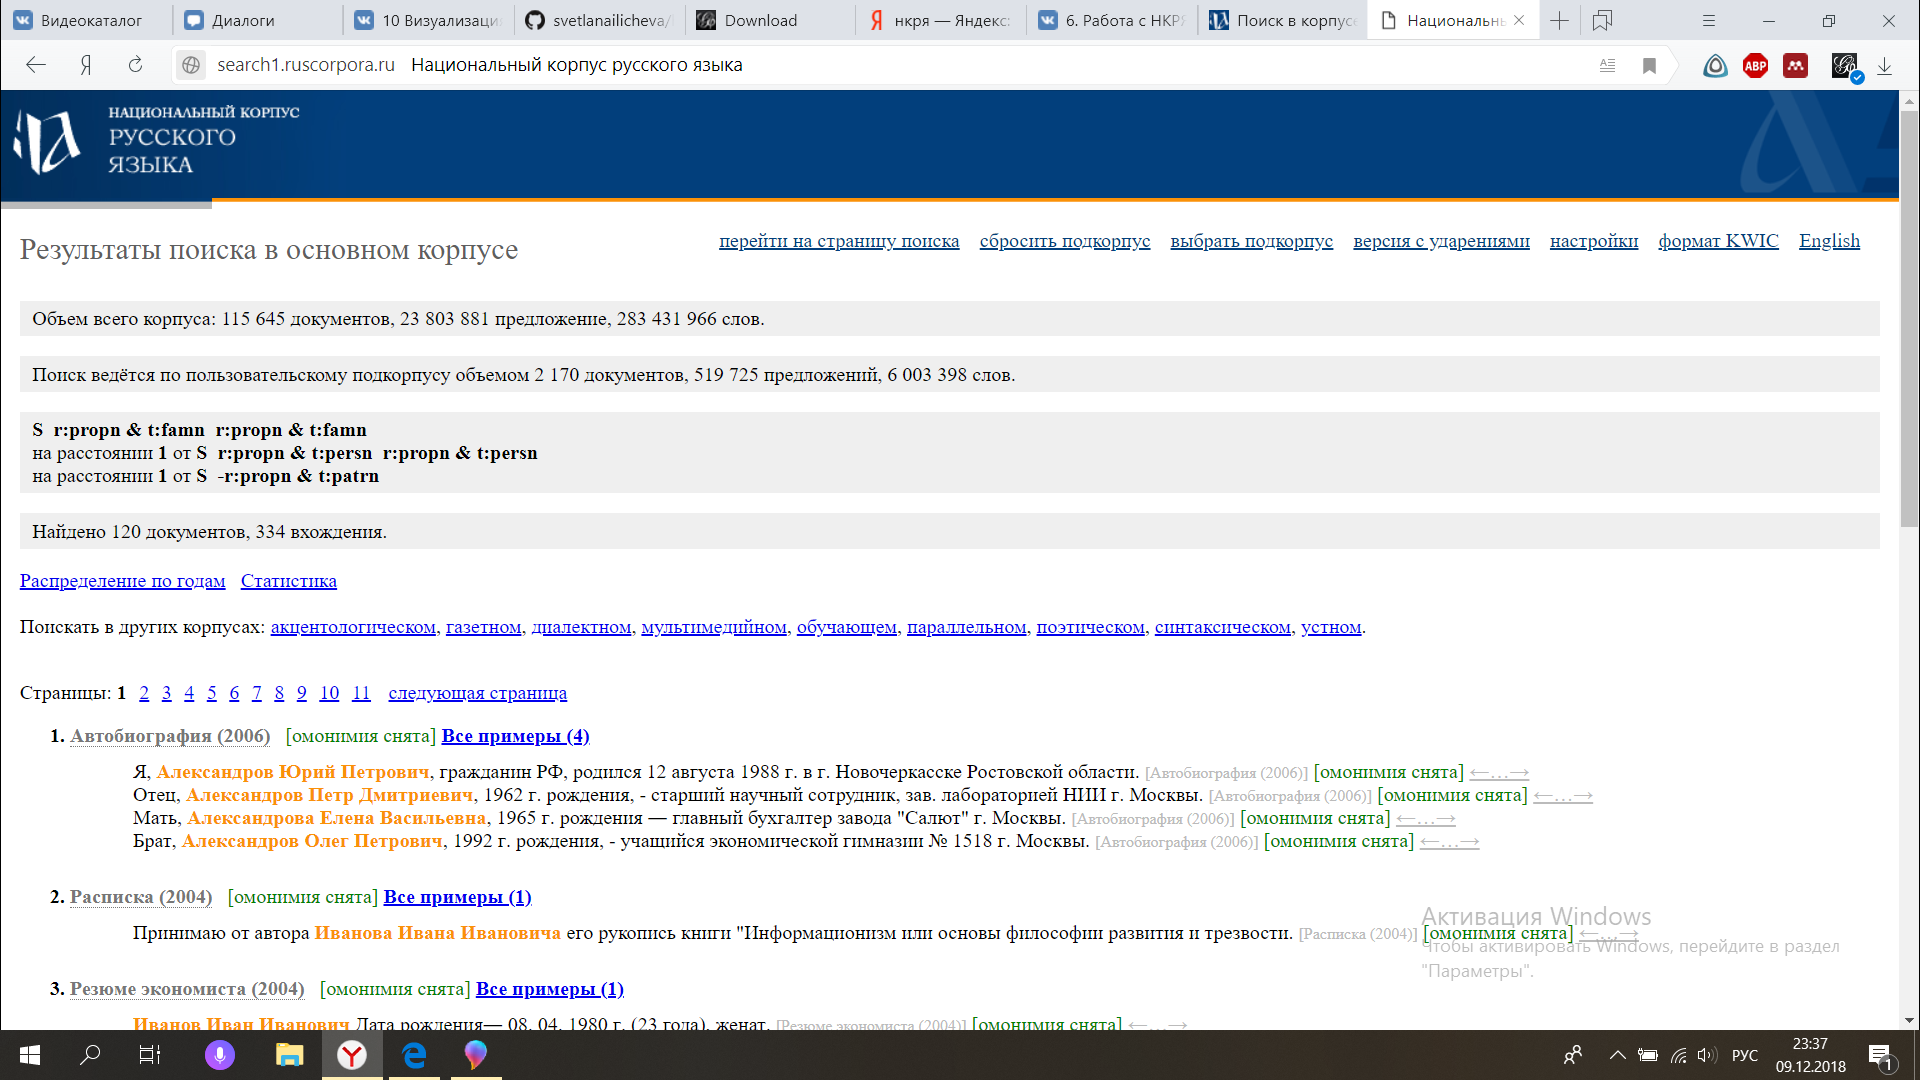 Видеокаталог
Диалоги
10 Визуализаци
svetlanailicheva/
Download
нкря — Яндекс:
6. Работа с НКРЯ
Поиск в корпусе
Национальнь
search1.ruscorpora.ru Национальный корпус русского языка
ABP
НАЦИОНАЛЬНЫЙ КОРПУС
РУССКОГО
ЯЗЫКА
Результаты поиска в основном корпусе
перейти на страницу поиска сбросить подкорпус выбрать подкорпус версия с ударениями настройки формат KWIC English
Объем всего корпуса: 115 645 документов, 23 803 881 предложение, 283 431 966 слов.
Поиск ведётся по пользовательскому подкорпусу объемом 2 170 документов, 519 725 предложений, 6 003 398 слов.
S r:propn & t:famn r:propn & t:famn
на расстоянии 1 от S r:propn & t:persn r:propn & t:persn
на расстоянии 1 от S -r:propn & t:patrn
Найдено 120 документов, 334 вхождения.
Распределение по годам Статистика
Поискать в других корпусах: акцентологическом, газетном, диалектном, мультимедийном, обучающем, параллельном, поэтическом, синтаксическом, устном.
Страницы: 1 2 3 4 5 6 7 8 9 10 11 следующая страница
1. Автобиография (2006) [омонимия снята] Все примеры (4)
Я, Александров Юрий Петрович, гражданин РФ, родился 12 августа 1988 г. в г. Новочеркасске Ростовской области. [Автобиография (2006)] [омонимия снята] ←…→
Отец, Александров Петр Дмитриевич, 1962 г. рождения, - старший научный сотрудник, зав. лабораторией НИИ г. Москвы. [Автобиография (2006)] [омонимия снята] ←…→
Мать, Александрова Елена Васильевна, 1965 г. рождения — главный бухгалтер завода "Салют" г. Москвы. [Автобиография (2006)] [омонимия снята] ←…→
Брат, Александров Олег Петрович, 1992 г. рождения, - учащийся экономической гимназии № 1518 г. Москвы. [Автобиография (2006)] [омонимия снята] ←…→
2. Расписка (2004) [омонимия снята] Все примеры (1)
Принимаю от автора Иванова Ивана Ивановича его рукопись книги "Информационизм или основы философии развития и трезвости. [Расписка (2004)] [омонимия снята] ←…→
Активация Windows
Чтобы активировать Windows, перейдите в раздел
"Параметры".
3. Резюме экономиста (2004) [омонимия снята] Все примеры (1)
Иванов Иван Иванович Дата рождения— 08. 04. 1980 г. (23 года), женат. [Резюме экономиста (2004)] [омонимия снята] ←…→
РУС
23:37
09.12.2018
1